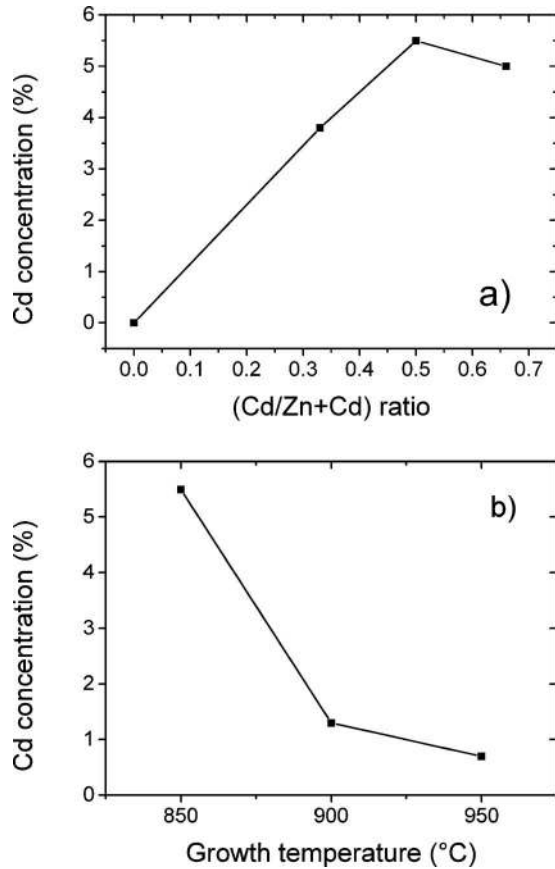 6
5
4
3
2
1
0
Cd concentration (%)
a)
0.0 0.1 0.2 0.3 0.4 0.5 0.6 0.7
(Cd/Zn+Cd) ratio
6
5
4
3
2
1
0
Cd concentration (%)
b)
850 900 950
Growth temperature (°C)